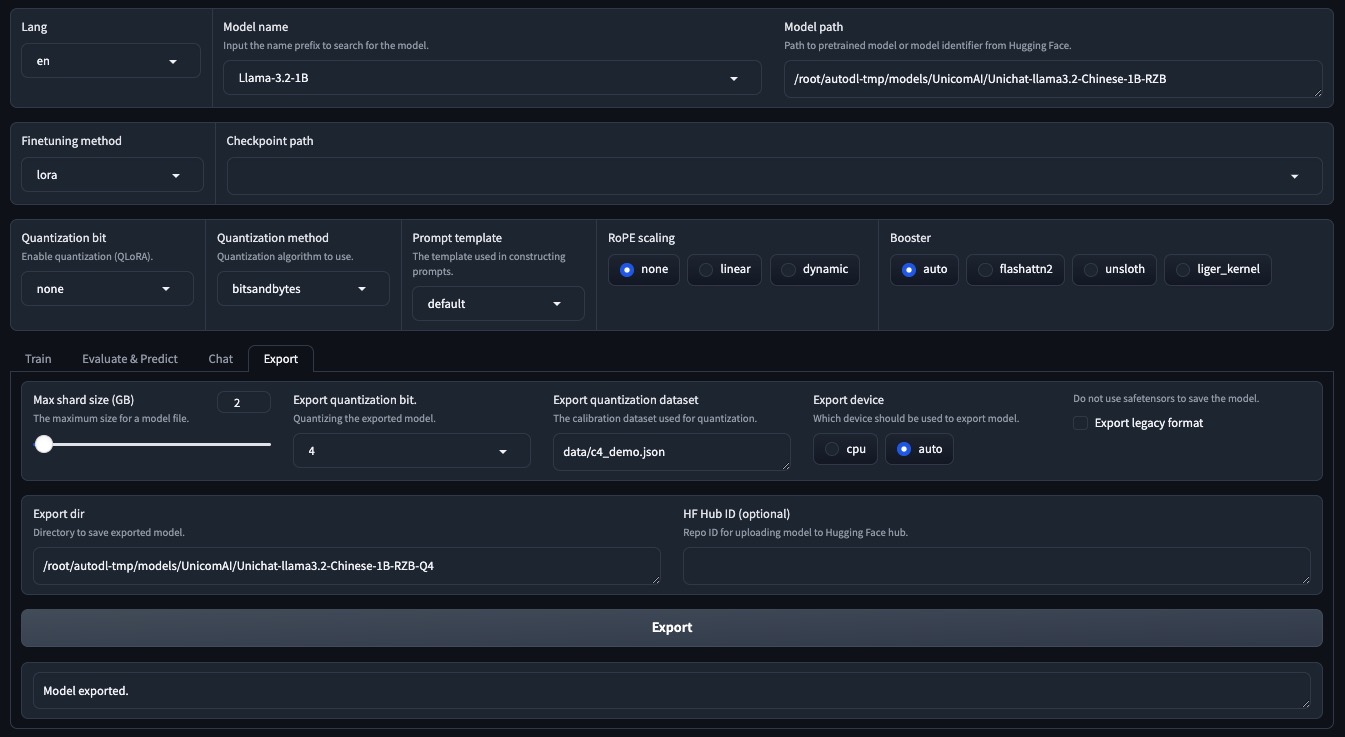 Lang
en
Model name
Input the name prefix to search for the model.
Llama-3.2-1B
Model path
Path to pretrained model or model identifier from Hugging Face.
/root/autodl-tmp/models/UnicomAI/Unichat-llama3.2-Chinese-1B-RZB
Finetuning method
lora
Checkpoint path
Quantization bit
Enable quantization (QLoRA).
none
Quantization method
Quantization algorithm to use.
bitsandbytes
Prompt template
The template used in constructing
prompts.
default
RoPE scaling
none linear dynamic
Booster
auto flashattn2 unsloth liger_kernel
Train Evaluate & Predict Chat Export
Max shard size (GB)
2
The maximum size for a model file.
Export quantization bit.
Quantizing the exported model.
4
Export quantization dataset
The calibration dataset used for quantization.
data/c4_demo.json
Export device
Which device should be used to export model.
cpu auto
Do not use safetensors to save the model.
Export legacy format
Export dir
Directory to save exported model.
/root/autodl-tmp/models/UnicomAI/Unichat-llama3.2-Chinese-1B-RZB-Q4
HF Hub ID (optional)
Repo ID for uploading model to Hugging Face hub.
Export
Model exported.